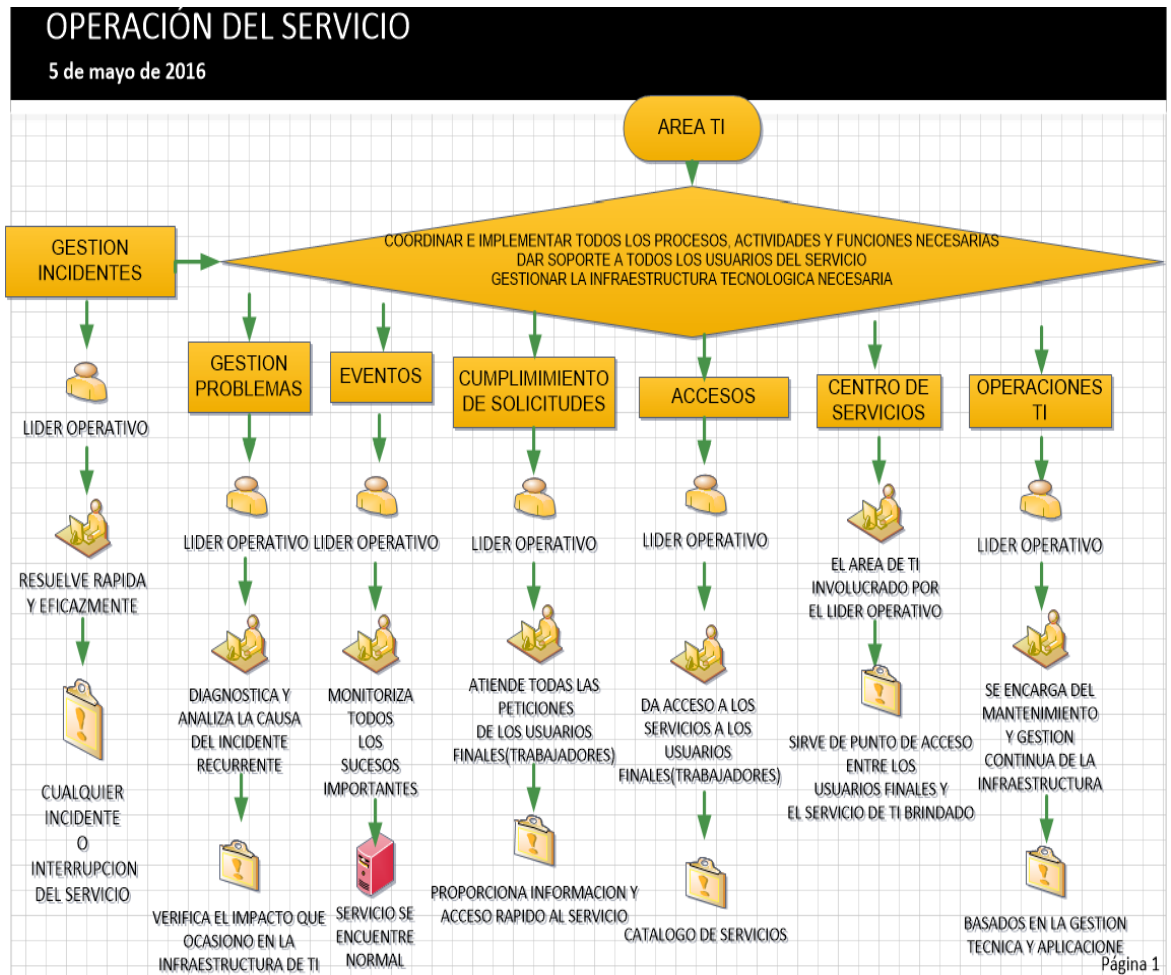 OPERACIÓN DEL SERVICIO
5 de mayo de 2016
AREA TI
COORDINAR E IMPLEMENTAR TODOS LOS PROCESOS, ACTIVIDADES Y FUNCIONES NECESARIAS
DAR SOPORTE A TODOS LOS USUARIOS DEL SERVICIO
GESTIONAR LA INFRAESTRUCTURA TECNOLOGICA NECESARIA
GESTION
INCIDENTES
LIDER OPERATIVO
RESUELVE RAPIDA
Y EFICAZMENTE
CUALQUIER
INCIDENTE
O
INTERRUPCION
DEL SERVICIO
GESTION
PROBLEMAS
LIDER OPERATIVO
DIAGNOSTICA Y
ANALIZA LA CAUSA
DEL INCIDENTE
RECURRENTE
VERIFICA EL IMPACTO QUE
OCASIONO EN LA
INFRAESTRUCTURA DE TI
EVENTOS
LIDER OPERATIVO
MONITORIZA
TODOS
LOS
SUCESOS
IMPORTANTES
SERVICIO SE
ENCUENTRE
NORMAL
CUMPLIMIMIENTO
DE SOLICITUDES
LIDER OPERATIVO
ATIENDE TODAS LAS
PETICIONES
DE LOS USUARIOS
FINALES(TRABAJADORES)
PROPORCIONA INFORMACION Y
ACCESO RAPIDO AL SERVICIO
ACCESOS
LIDER OPERATIVO
DA ACCESO A LOS
SERVICIOS A LOS
USUARIOS
FINALES(TRABAJADORES)
CATALOGO DE SERVICIOS
CENTRO DE
SERVICIOS
EL AREA DE TI
INVOLUCRADO POR
EL LIDER OPERATIVO
SIRVE DE PUNTO DE ACCESO
ENTRE LOS
USUARIOS FINALES Y
EL SERVICIO DE TI BRINDADO
OPERACIONES
TI
LIDER OPERATIVO
SE ENCARGA DEL
MANTENIMIENTO
Y GESTION
CONTINUA DE LA
INFRAESTRUCTURA
BASADOS EN LA GESTION
TECNICA Y APLICACIONE
Página 1